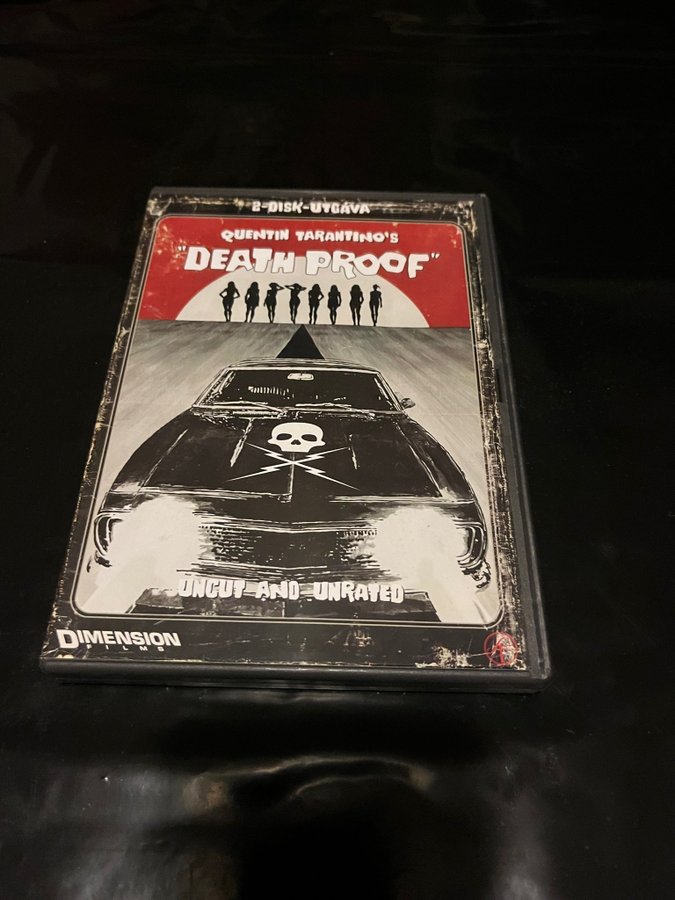 2-DISK-UTGÅVA
QUENTIN TARANTINO'S
"DEATH PROOF"
UNCUT AND UNRATED
DIMENSION
FILMS